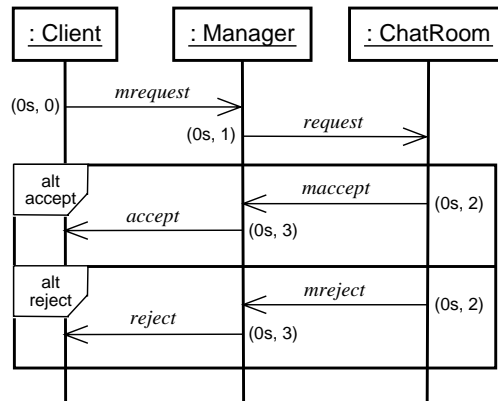 : Client
: Manager
: ChatRoom
(0s, 0)
mrequest
(0s, 1)
request
alt
accept
maccept
(0s, 2)
accept
(0s, 3)
alt
reject
mreject
(0s, 2)
reject
(0s, 3)